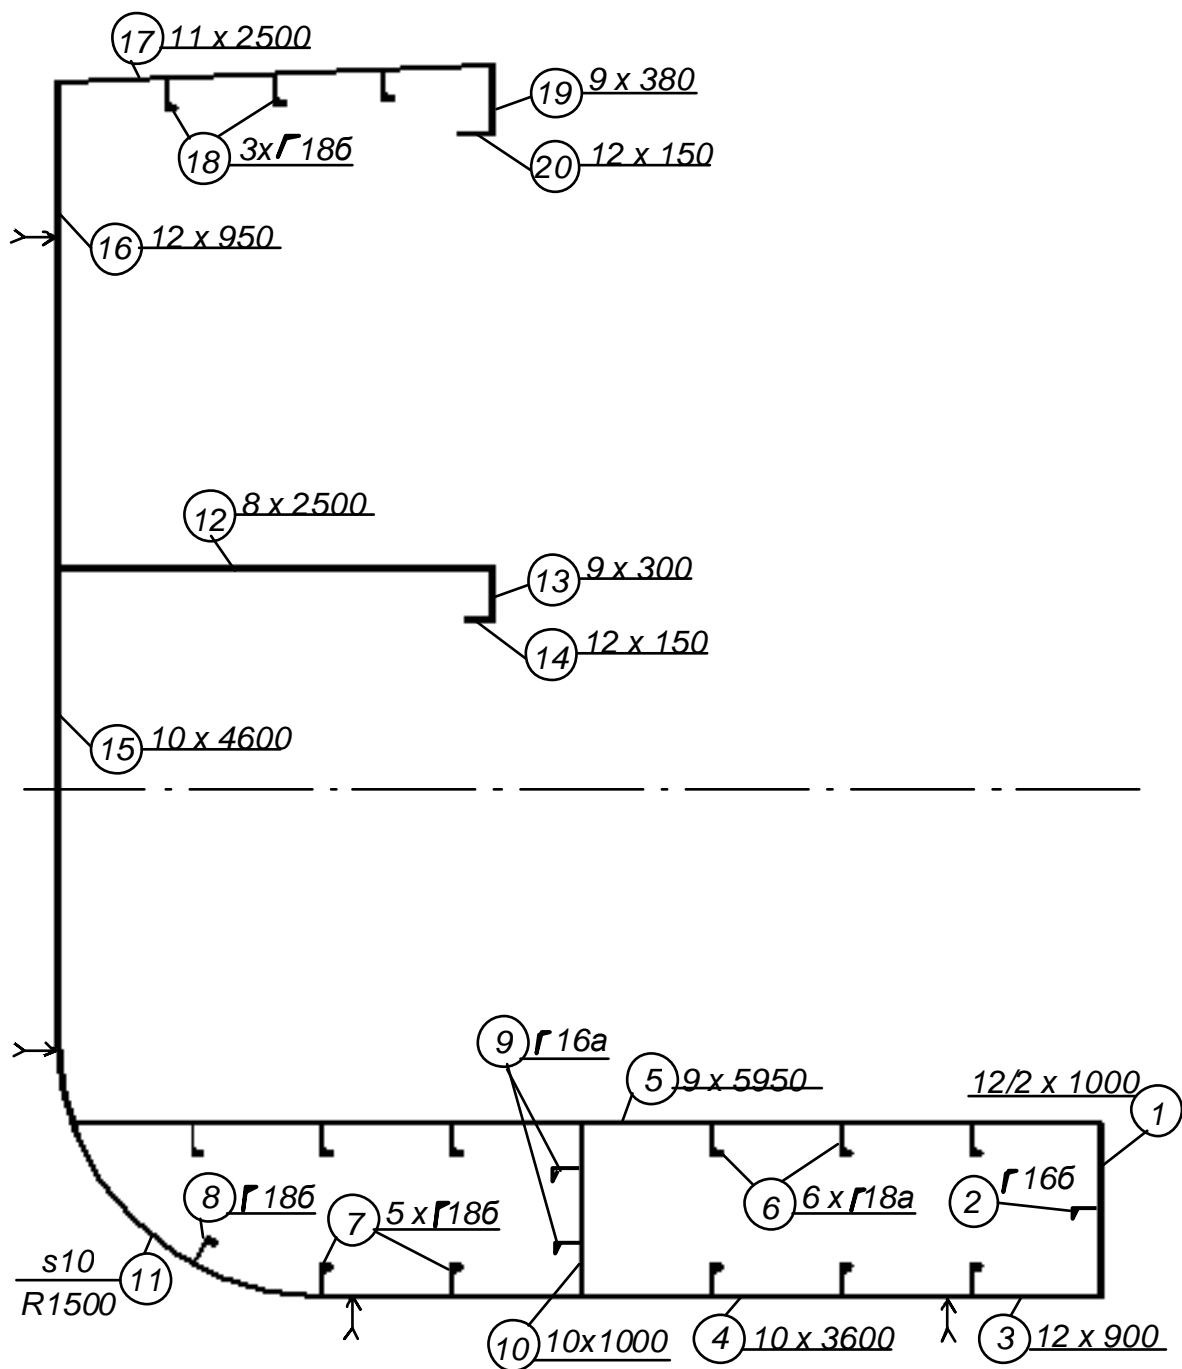 17 11 x 2500
19 9 x 380
18 3x Г 18б
20 12 x 150
16 12 x 950
12 8 x 2500
13 9 x 300
14 12 x 150
15 10 x 4600
9 Г 16а
5 9 x 5950
12/2 x 1000
1
8 Г 18б
7 5 x Г 18б
6 6 x Г 18а
2 Г 16б
s10
R1500
11
10 10x1000
4 10 x 3600
3 12 x 900